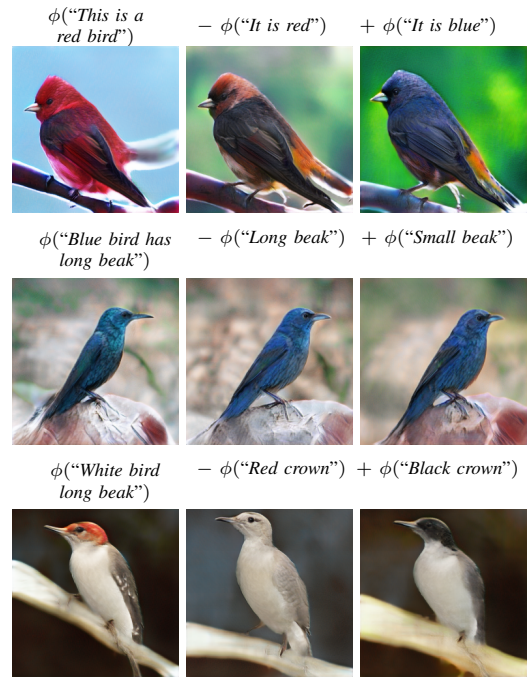 ϕ(“This is a red bird”)
− ϕ(“It is red”)
+ ϕ(“It is blue”)
ϕ(“Blue bird has long beak”)
− ϕ(“Long beak”)
+ ϕ(“Small beak”)
ϕ(“White bird long beak”)
− ϕ(“Red crown”)
+ ϕ(“Black crown”)